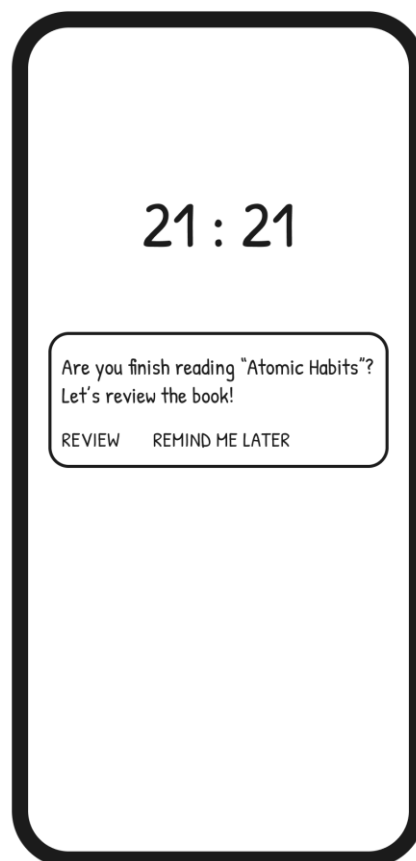 21 : 21
Are you finish reading “Atomic Habits”?
Let's review the book!
REVIEW REMIND ME LATER